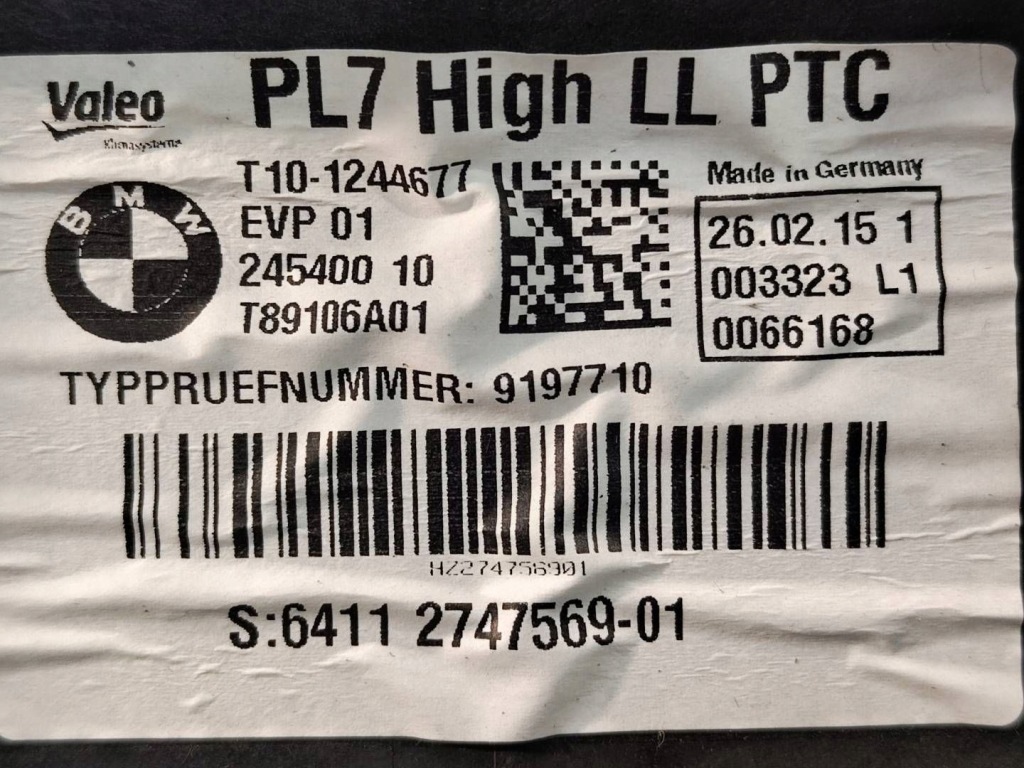 Valeo
Klimasysteme
PL7 High LL PTC
BMW
T10-1244677
EVP 01
245400 10
T89106A01
Made in Germany
26.02.15 1
003323 L1
0066168
TYPPRUEFNUMMER: 9197710
HZ274756901
S:6411 2747569-01